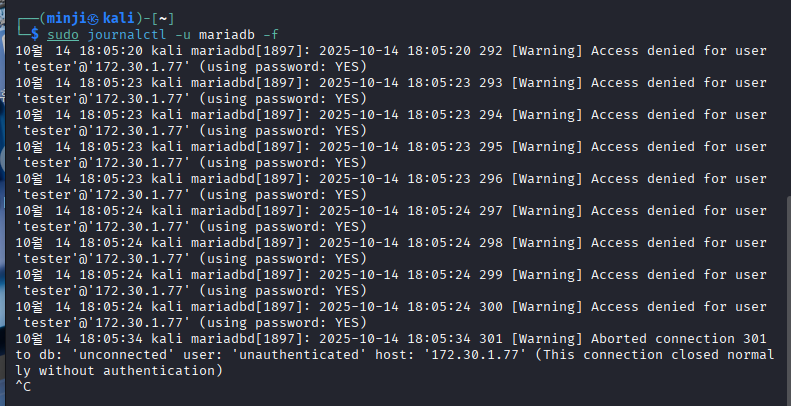 ┌──(minji㉿kali)-[~]
└─$ sudo journalctl -u mariadb -f
10월 14 18:05:20 kali mariadbd[1897]: 2025-10-14 18:05:20 292 [Warning] Access denied for user
'tester'@'172.30.1.77' (using password: YES)
10월 14 18:05:23 kali mariadbd[1897]: 2025-10-14 18:05:23 293 [Warning] Access denied for user
'tester'@'172.30.1.77' (using password: YES)
10월 14 18:05:23 kali mariadbd[1897]: 2025-10-14 18:05:23 294 [Warning] Access denied for user
'tester'@'172.30.1.77' (using password: YES)
10월 14 18:05:23 kali mariadbd[1897]: 2025-10-14 18:05:23 295 [Warning] Access denied for user
'tester'@'172.30.1.77' (using password: YES)
10월 14 18:05:23 kali mariadbd[1897]: 2025-10-14 18:05:23 296 [Warning] Access denied for user
'tester'@'172.30.1.77' (using password: YES)
10월 14 18:05:24 kali mariadbd[1897]: 2025-10-14 18:05:24 297 [Warning] Access denied for user
'tester'@'172.30.1.77' (using password: YES)
10월 14 18:05:24 kali mariadbd[1897]: 2025-10-14 18:05:24 298 [Warning] Access denied for user
'tester'@'172.30.1.77' (using password: YES)
10월 14 18:05:24 kali mariadbd[1897]: 2025-10-14 18:05:24 299 [Warning] Access denied for user
'tester'@'172.30.1.77' (using password: YES)
10월 14 18:05:24 kali mariadbd[1897]: 2025-10-14 18:05:24 300 [Warning] Access denied for user
'tester'@'172.30.1.77' (using password: YES)
10월 14 18:05:34 kali mariadbd[1897]: 2025-10-14 18:05:34 301 [Warning] Aborted connection 301
to db: 'unconnected' user: 'unauthenticated' host: '172.30.1.77' (This connection closed normal
ly without authentication)
^C